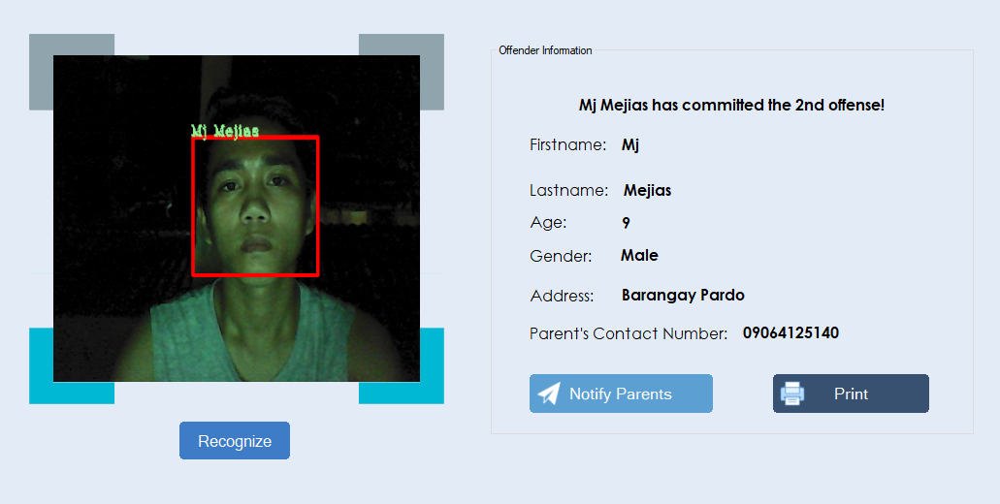 Mj Mejias
Recognize
Offender Information
Mj Mejias has committed the 2nd offense!
Firstname: Mj
Lastname: Mejias
Age: 9
Gender: Male
Address: Barangay Pardo
Parent's Contact Number: 09064125140
Notify Parents
Print